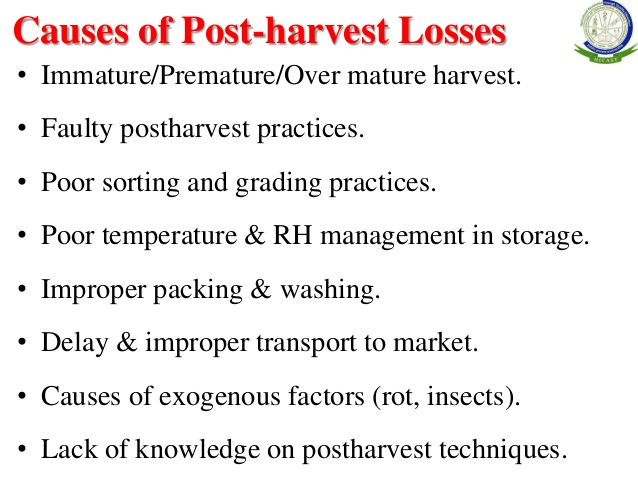 Causes of Post-harvest Losses
• Immature/Premature/Over mature harvest.
• Faulty postharvest practices.
• Poor sorting and grading practices.
• Poor temperature & RH management in storage.
• Improper packing & washing.
• Delay & improper transport to market.
• Causes of exogenous factors (rot, insects).
• Lack of knowledge on postharvest techniques.